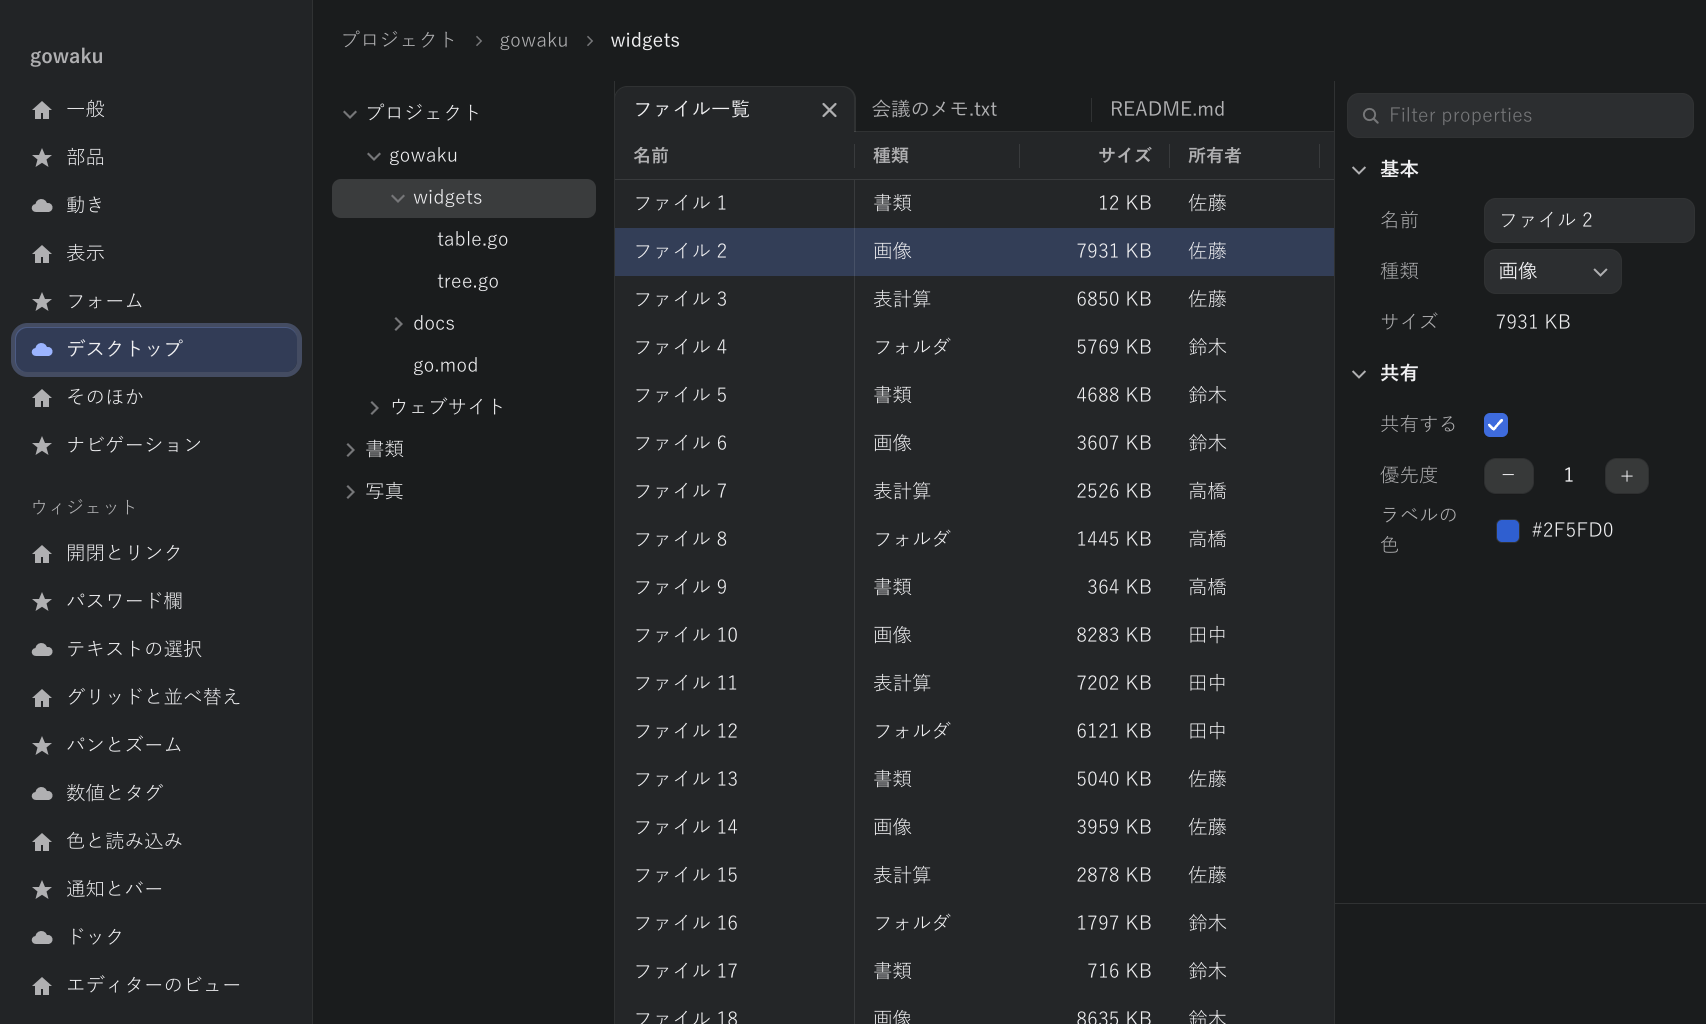 gowaku
一般
部品
動き
表示
フォーム
デスクトップ
そのほか
ナビゲーション
ウィジェット
開閉とリンク
パスワード欄
テキストの選択
グリッドと並べ替え
パンとズーム
数値とタグ
色と読み込み
通知とバー
ドック
エディターのビュー
プロジェクト > gowaku > widgets
プロジェクト
gowaku
widgets
table.go
tree.go
docs
go.mod
ウェブサイト
書類
写真
ファイル一覧 会議のメモ.txt README.md
名前 種類 サイズ 所有者
ファイル 1 書類 12 KB 佐藤
ファイル 2 画像 7931 KB 佐藤
ファイル 3 表計算 6850 KB 佐藤
ファイル 4 フォルダ 5769 KB 鈴木
ファイル 5 書類 4688 KB 鈴木
ファイル 6 画像 3607 KB 鈴木
ファイル 7 表計算 2526 KB 高橋
ファイル 8 フォルダ 1445 KB 高橋
ファイル 9 書類 364 KB 高橋
ファイル 10 画像 8283 KB 田中
ファイル 11 表計算 7202 KB 田中
ファイル 12 フォルダ 6121 KB 田中
ファイル 13 書類 5040 KB 佐藤
ファイル 14 画像 3959 KB 佐藤
ファイル 15 表計算 2878 KB 佐藤
ファイル 16 フォルダ 1797 KB 鈴木
ファイル 17 書類 716 KB 鈴木
ファイル 18 画像 8635 KB 鈴木
Filter properties
基本
名前 ファイル 2
種類 画像
サイズ 7931 KB
共有
共有する
優先度 − 1 +
ラベルの
色 #2F5FD0